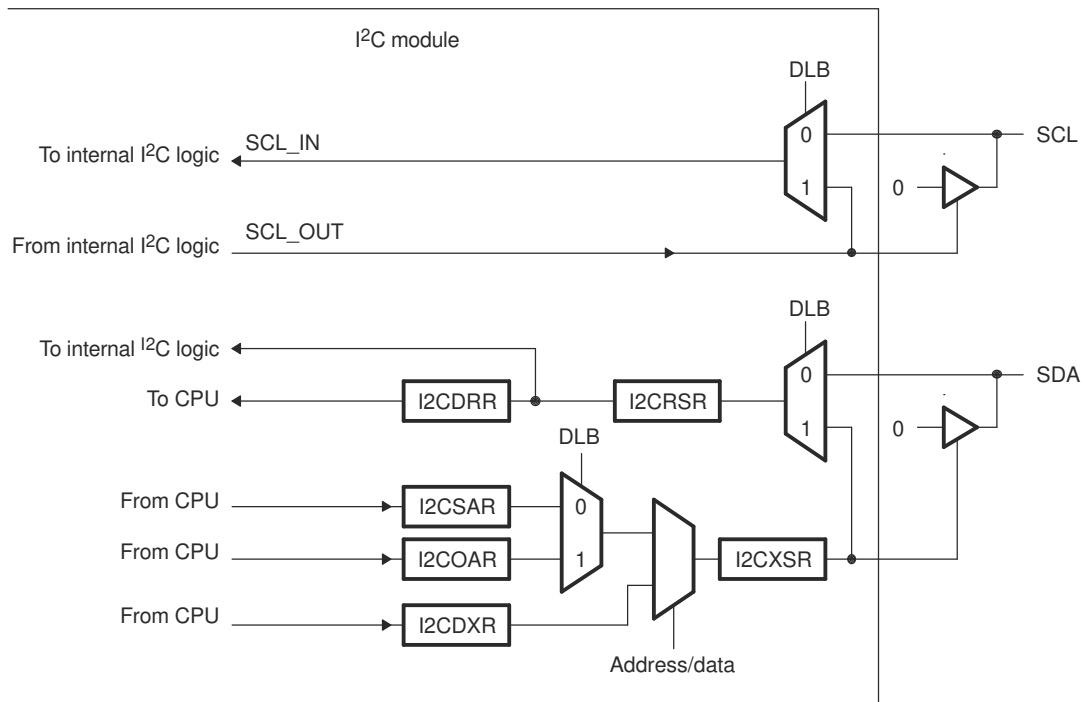 I²C module
DLB
0
SCL
SCL_IN
To internal I²C logic
1
0
SCL_OUT
From internal I²C logic
DLB
To internal I²C logic
0
SDA
To CPU
I2CDRR
I2CRSR
1
0
DLB
From CPU
I2CSAR
0
From CPU
I2COAR
1
I2CXSR
From CPU
I2CDXR
Address/data